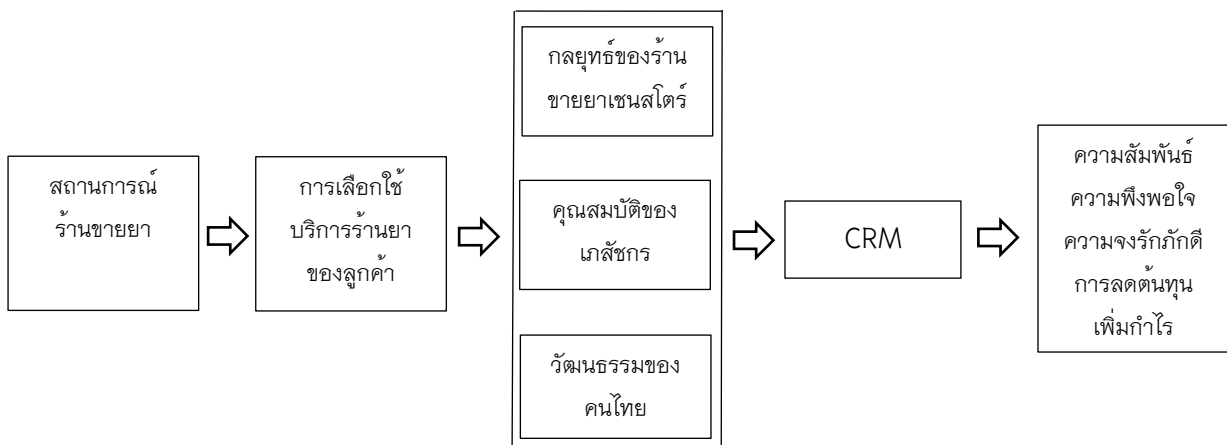 สถานการณ์
ร้านขายยา
การเลือกใช้
บริการร้านยา
ของลูกค้า
กลยุทธ์ของร้าน
ขายยาเชนสโตร์
คุณสมบัติของ
เภสัชกร
วัฒนธรรมของ
คนไทย
CRM
ความสัมพันธ์
ความพึงพอใจ
ความจงรักภักดี
การลดต้นทุน
เพิ่มกำไร